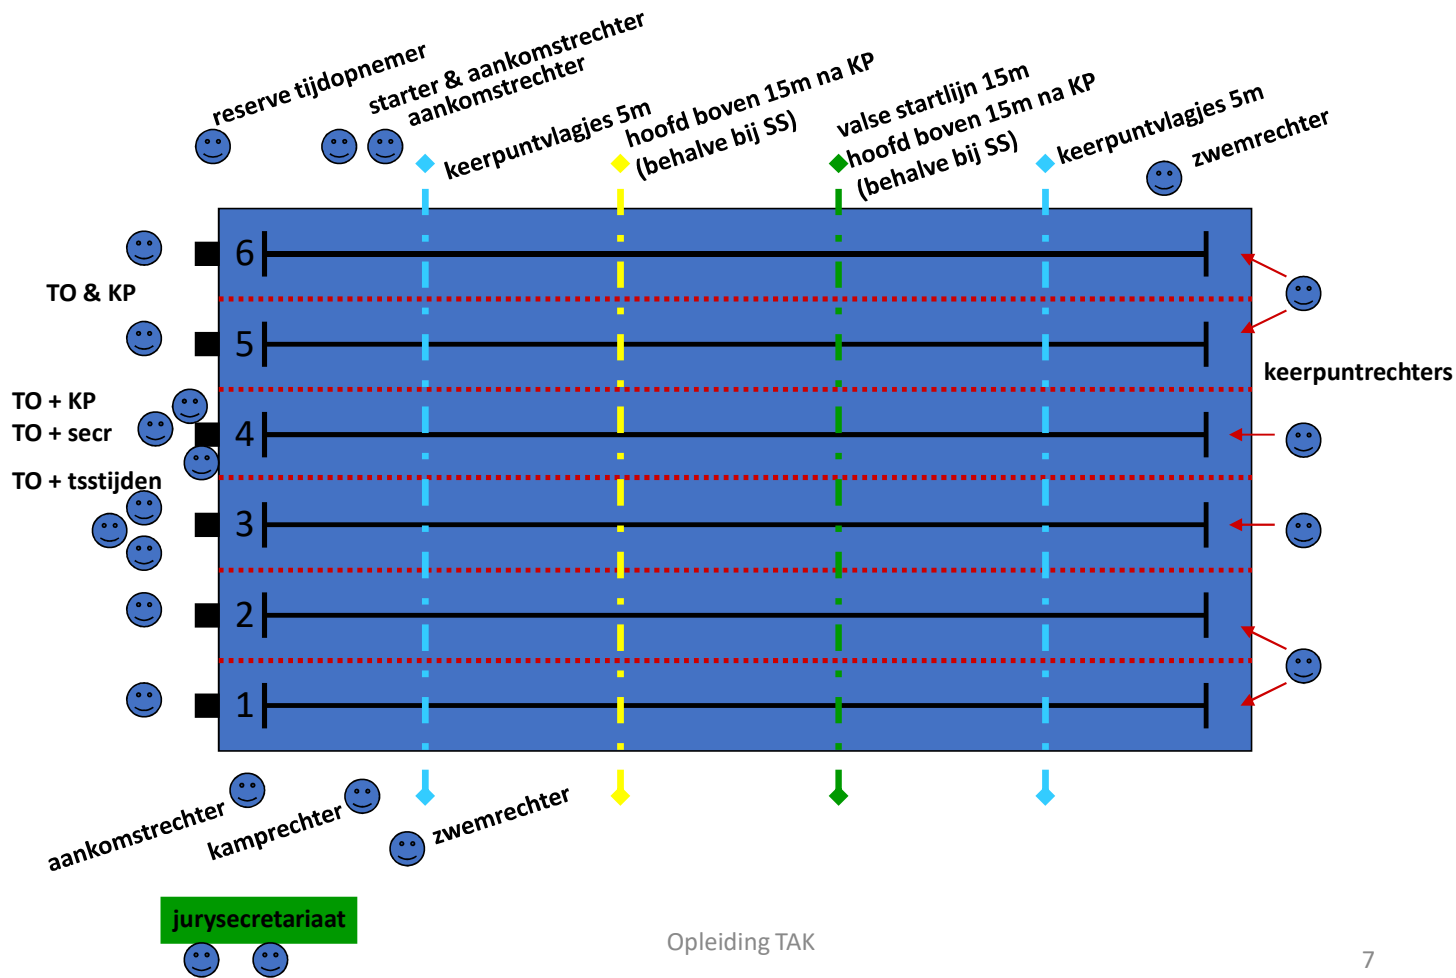 reserve tijdopnemer
starter & aankomstrechter
aankomstrechter
keerpuntvlagjes 5m
hoofd boven 15m na KP
(behalve bij SS)
valse startlijn 15m
hoofd boven 15m na KP
(behalve bij SS)
keerpuntvlagjes 5m
zwemrechter
6
TO & KP
5
keerpuntrechters
TO + KP
TO + secr
4
TO + tsstijden
3
2
1
aankomstrechter
kamprechter
zwemrechter
jurysecretariaat
Opleiding TAK
7